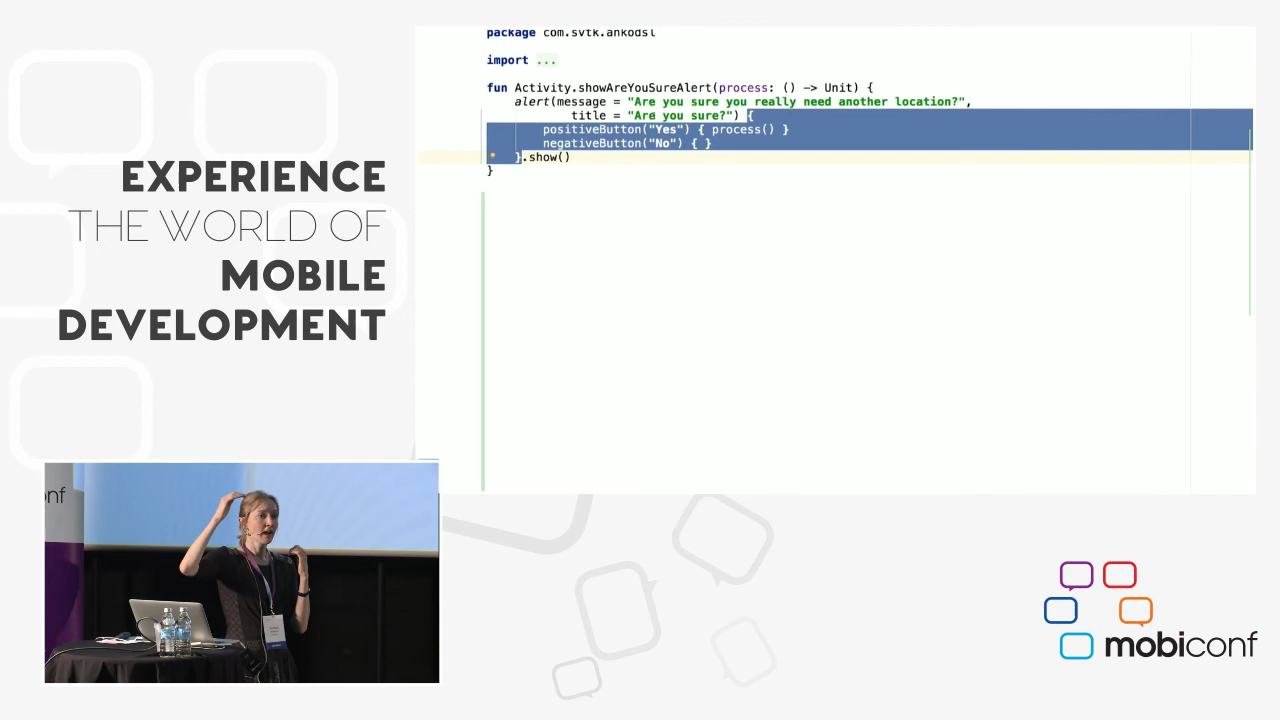 EXPERIENCE
THE WORLD OF
MOBILE
DEVELOPMENT
package com.svtk.ankodsl
import ...
fun Activity.showAreYouSureAlert(process: () -> Unit) {
alert(message = "Are you sure you really need another location?",
title = "Are you sure?") {
positiveButton("Yes") { process() }
negativeButton("No") { }
}.show()
}
onf
mobiconf